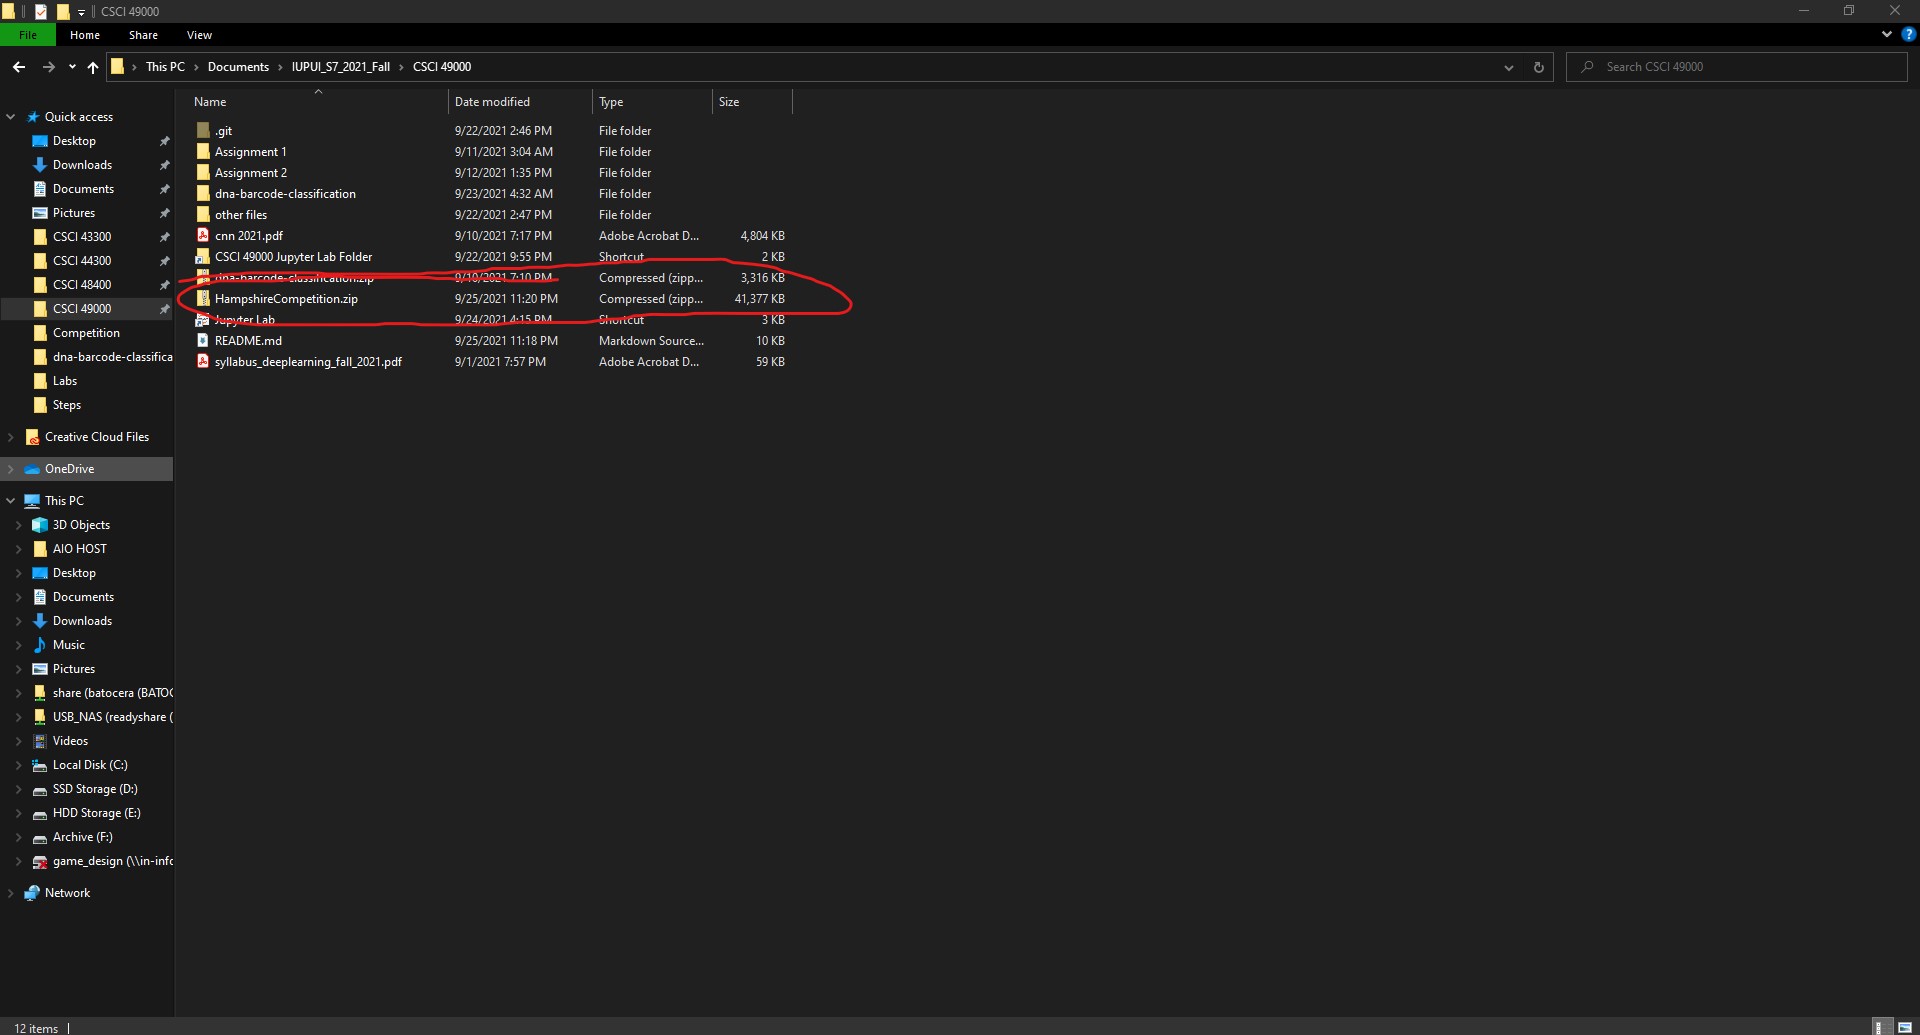 CSCI 49000
File Home Share View
This PC Documents IUPUI_S7_2021_Fall CSCI 49000
Search CSCI 49000
Name Date modified Type Size
.git 9/22/2021 2:46 PM File folder
Assignment 1 9/11/2021 3:04 AM File folder
Assignment 2 9/12/2021 1:35 PM File folder
dna-barcode-classification 9/23/2021 4:32 AM File folder
other files 9/22/2021 2:47 PM File folder
cnn 2021.pdf 9/10/2021 7:17 PM Adobe Acrobat D... 4,804 KB
CSCI 49000 Jupyter Lab Folder 9/22/2021 9:55 PM Shortcut 2 KB
dna-barcode-classification.zip 9/10/2021 7:10 PM Compressed (zipp... 3,316 KB
HampshireCompetition.zip 9/25/2021 11:20 PM Compressed (zipp... 41,377 KB
Jupyter Lab 9/24/2021 4:15 PM Shortcut 3 KB
README.md 9/25/2021 11:18 PM Markdown Source... 10 KB
syllabus_deeplearning_fall_2021.pdf 9/1/2021 7:57 PM Adobe Acrobat D... 59 KB
Quick access
Desktop
Downloads
Documents
Pictures
CSCI 43300
CSCI 44300
CSCI 48400
CSCI 49000
Competition
dna-barcode-classifica
Labs
Steps
Creative Cloud Files
OneDrive
This PC
3D Objects
AIO HOST
Desktop
Documents
Downloads
Music
Pictures
share (batocera (BATOC
USB_NAS (readyshare (
Videos
Local Disk (C:)
SSD Storage (D:)
HDD Storage (E:)
Archive (F:)
game_design (\\in-info
Network
12 items